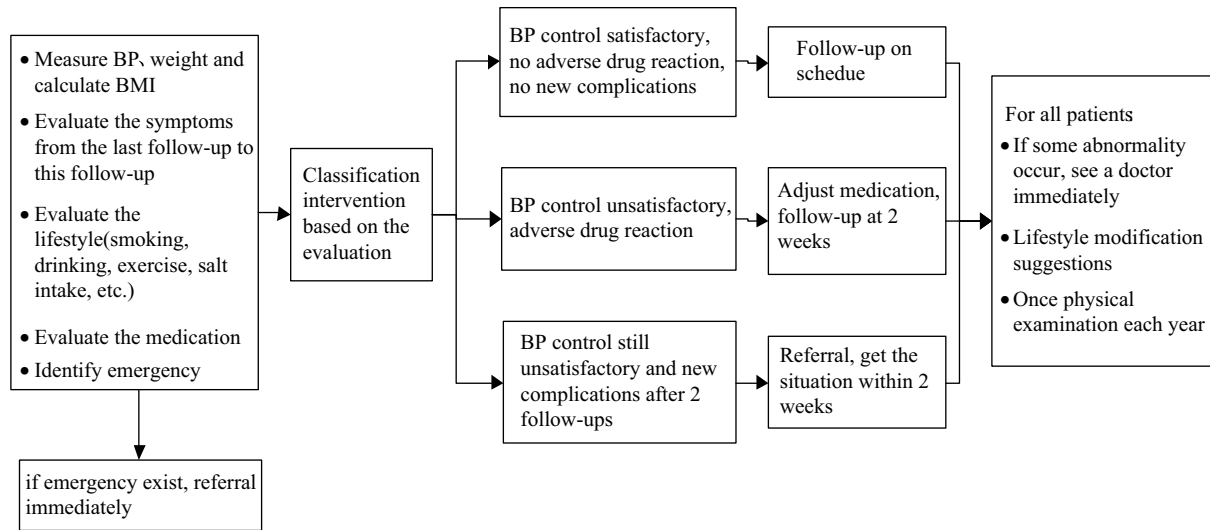 • Measure BP、weight and
calculate BMI
• Evaluate the symptoms
from the last follow-up to
this follow-up
• Evaluate the
lifestyle(smoking,
drinking, exercise, salt
intake, etc.)
• Evaluate the medication
• Identify emergency
if emergency exist, referral
immediately
Classification
intervention
based on the
evaluation
BP control satisfactory,
no adverse drug reaction,
no new complications
Follow-up on
schedue
BP control unsatisfactory,
adverse drug reaction
Adjust medication,
follow-up at 2
weeks
BP control still
unsatisfactory and new
complications after 2
follow-ups
Referral, get the
situation within 2
weeks
For all patients
• If some abnormality
occur, see a doctor
immediately
• Lifestyle modification
suggestions
• Once physical
examination each year